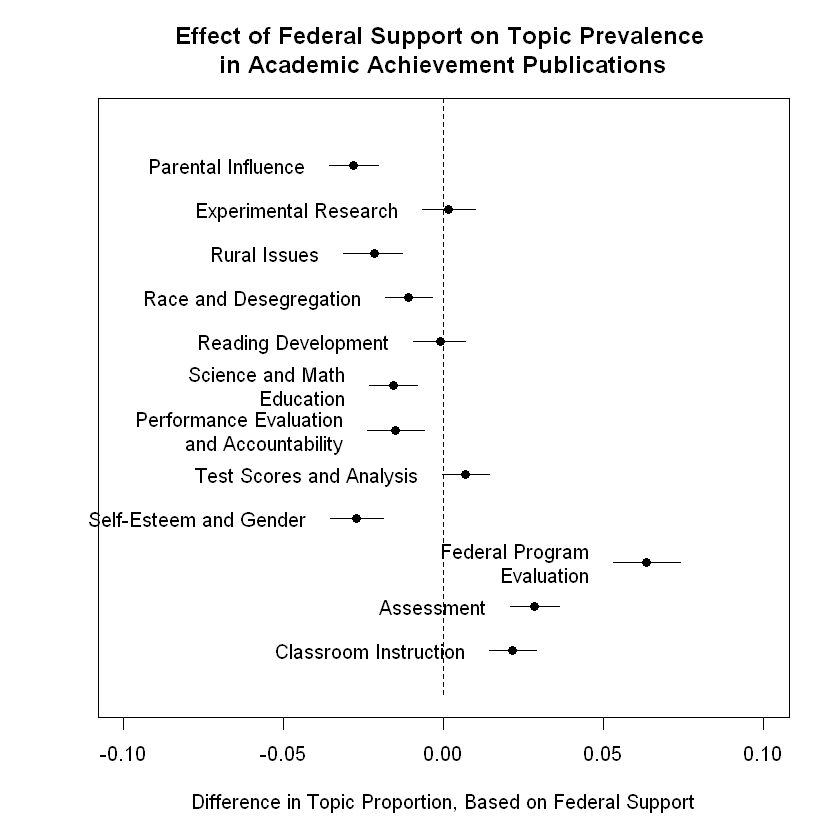 Effect of Federal Support on Topic Prevalence
in Academic Achievement Publications
Parental Influence
Experimental Research
Rural Issues
Race and Desegregation
Reading Development
Science and Math
Education
Performance Evaluation
and Accountability
Test Scores and Analysis
Self-Esteem and Gender
Federal Program
Evaluation
Assessment
Classroom Instruction
-0.10 -0.05 0.00 0.05 0.10
Difference in Topic Proportion, Based on Federal Support